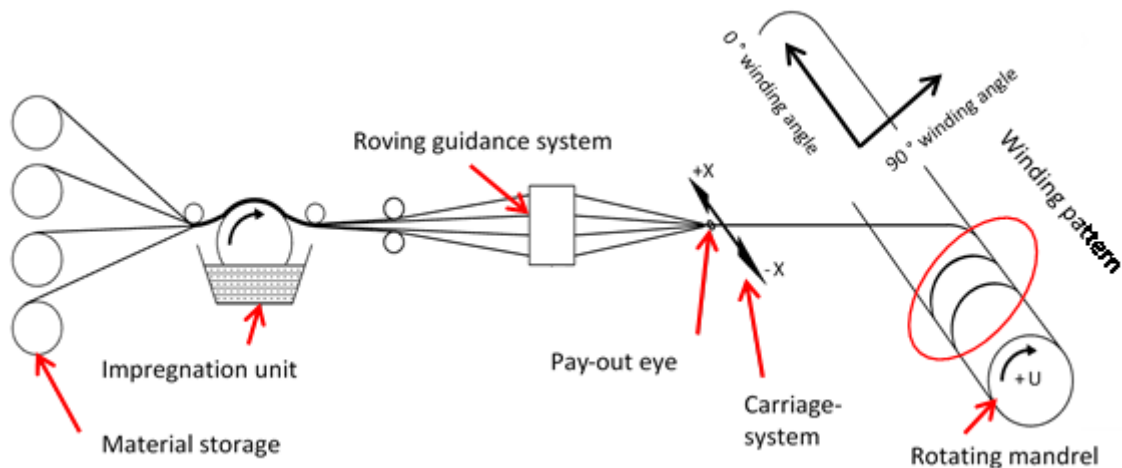 0 ° winding angle
90 ° winding angle
Winding pattern
Roving guidance system
+X
-X
Impregnation unit
Material storage
Pay-out eye
Carriage-
system
+U
Rotating mandrel